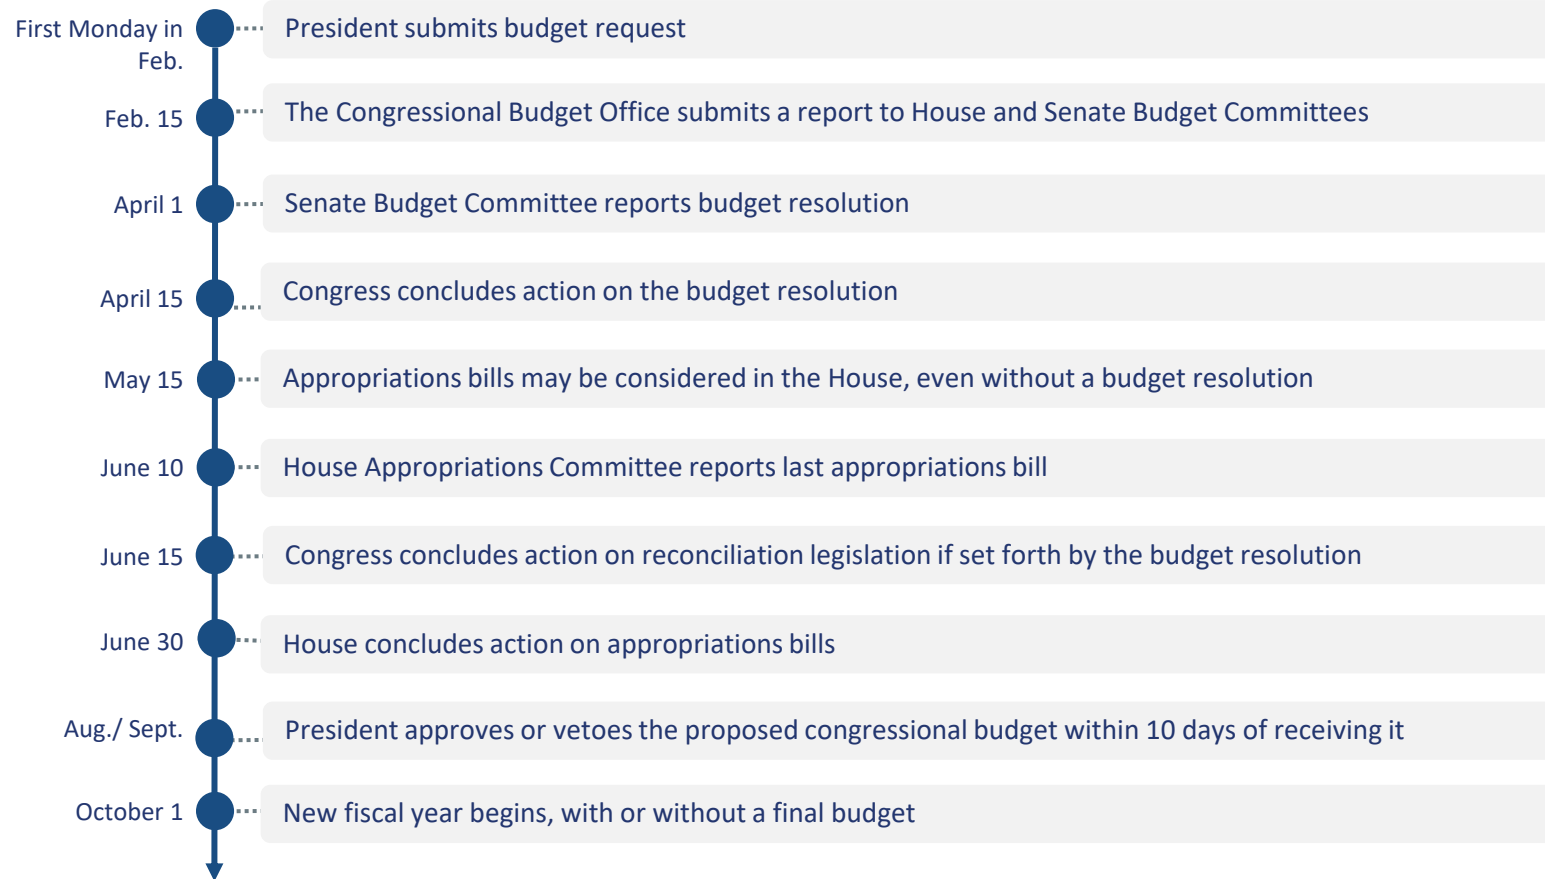 First Monday in
Feb.
President submits budget request
Feb. 15
The Congressional Budget Office submits a report to House and Senate Budget Committees
April 1
Senate Budget Committee reports budget resolution
April 15
Congress concludes action on the budget resolution
May 15
Appropriations bills may be considered in the House, even without a budget resolution
June 10
House Appropriations Committee reports last appropriations bill
June 15
Congress concludes action on reconciliation legislation if set forth by the budget resolution
June 30
House concludes action on appropriations bills
Aug./ Sept.
President approves or vetoes the proposed congressional budget within 10 days of receiving it
October 1
New fiscal year begins, with or without a final budget